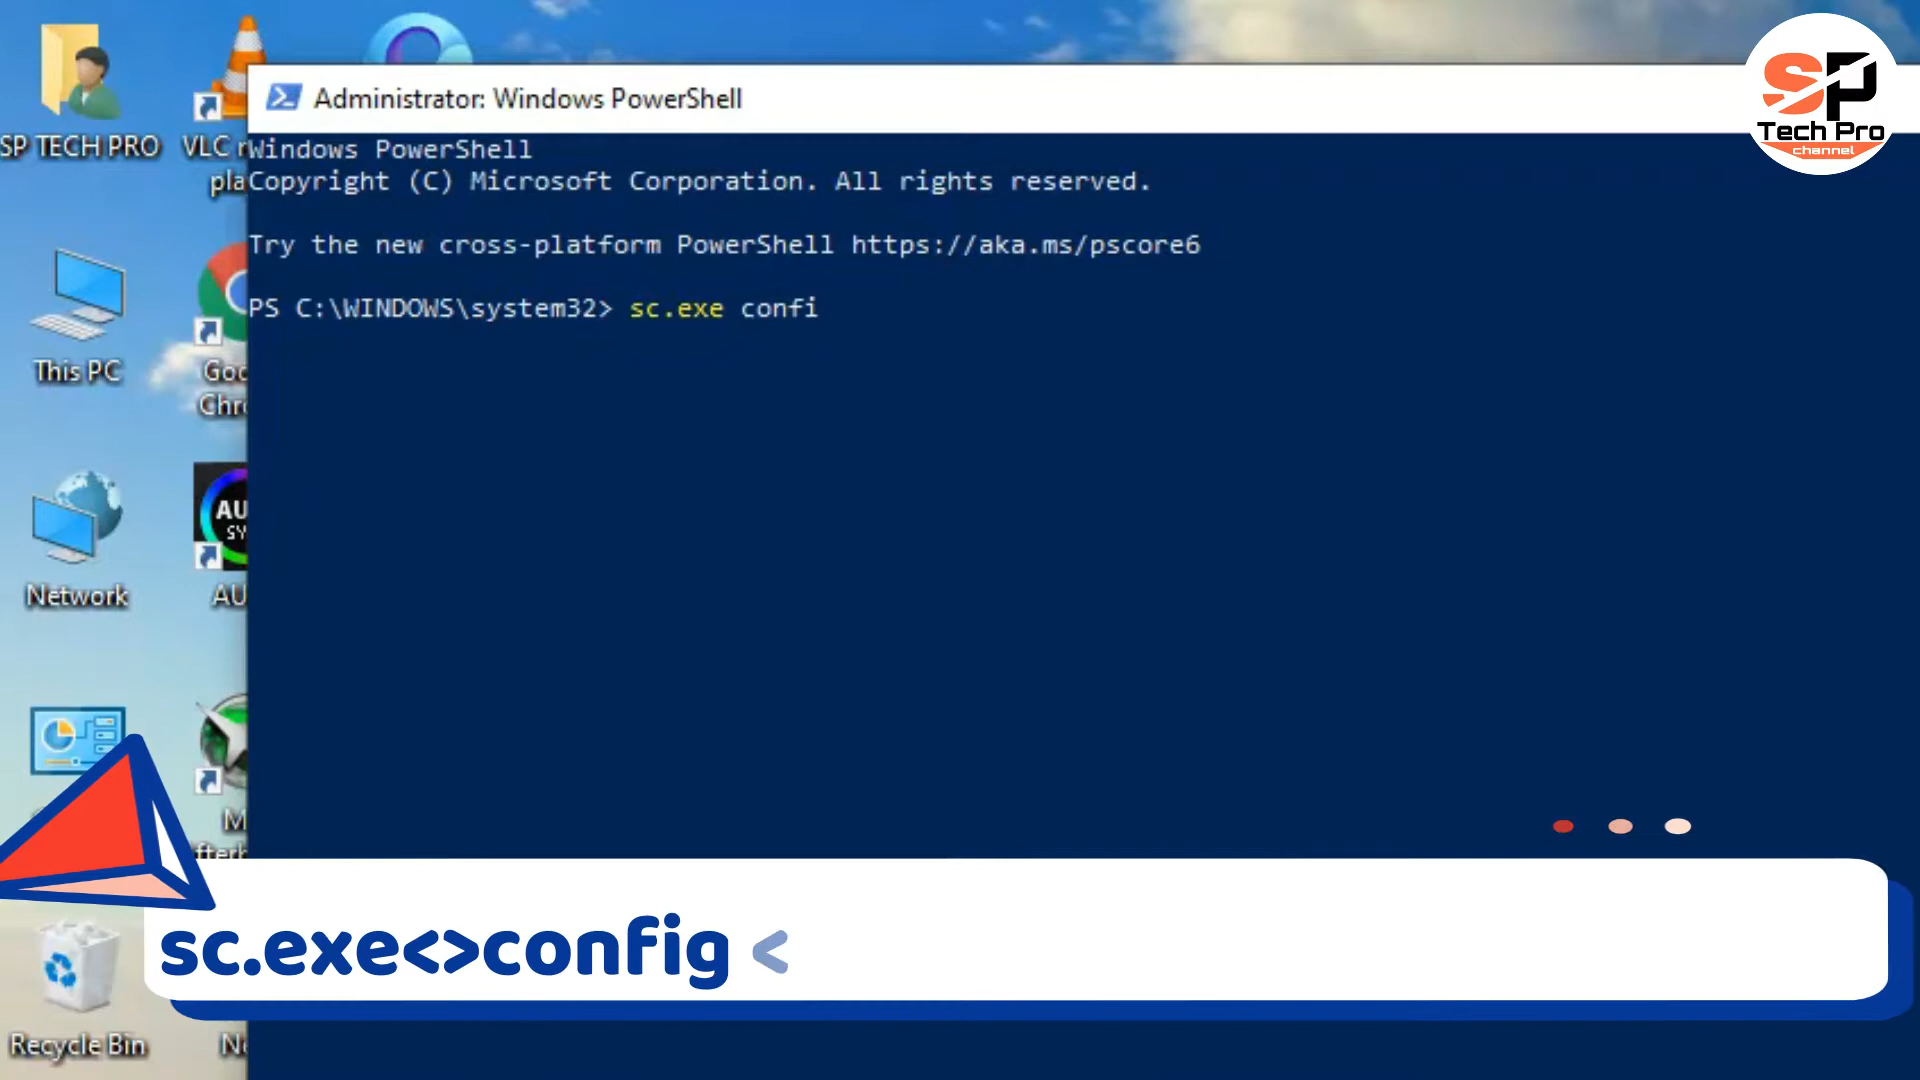 SP TECH PRO
VLC
pla
This PC
Network
Recycle Bin
Administrator: Windows PowerShell
Windows PowerShell
Copyright (C) Microsoft Corporation. All rights reserved.
Try the new cross-platform PowerShell https://aka.ms/pscore6
PS C:\WINDOWS\system32> sc.exe confi
SP
Tech Pro
channel
sc.exe<>config <